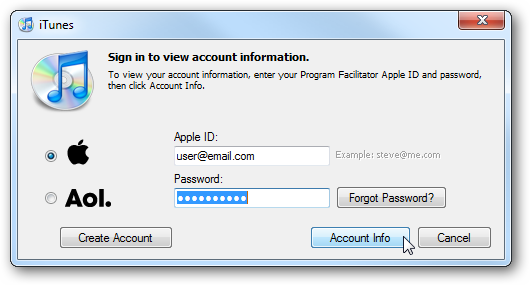 iTunes
Sign in to view account information.
To view your account information, enter your Program Facilitator Apple ID and password,
then click Account Info.
Apple ID:
user@email.com Example: steve@me.com
Password:
●●●●●●●●●● Forgot Password?
Aol.
Create Account Account Info Cancel